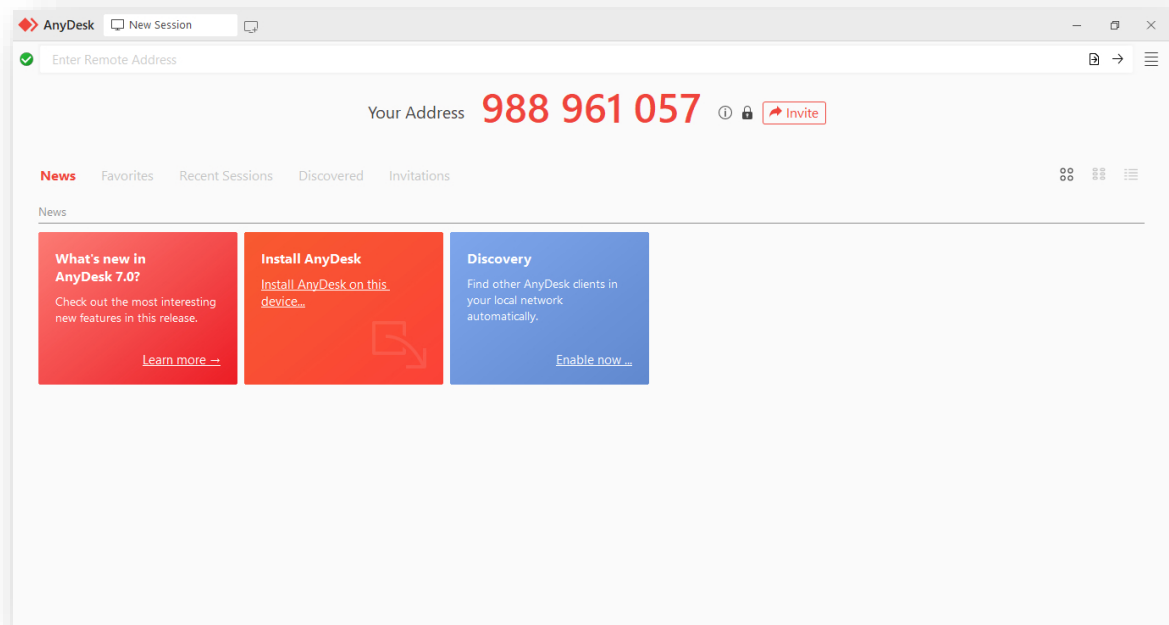 AnyDesk New Session
Enter Remote Address
Your Address 988 961 057 Invite
News Favorites Recent Sessions Discovered Invitations
News
What's new in
AnyDesk 7.0?
Check out the most interesting
new features in this release.
Learn more →
Install AnyDesk
Install AnyDesk on this
device...
Discovery
Find other AnyDesk clients in
your local network
automatically.
Enable now ...